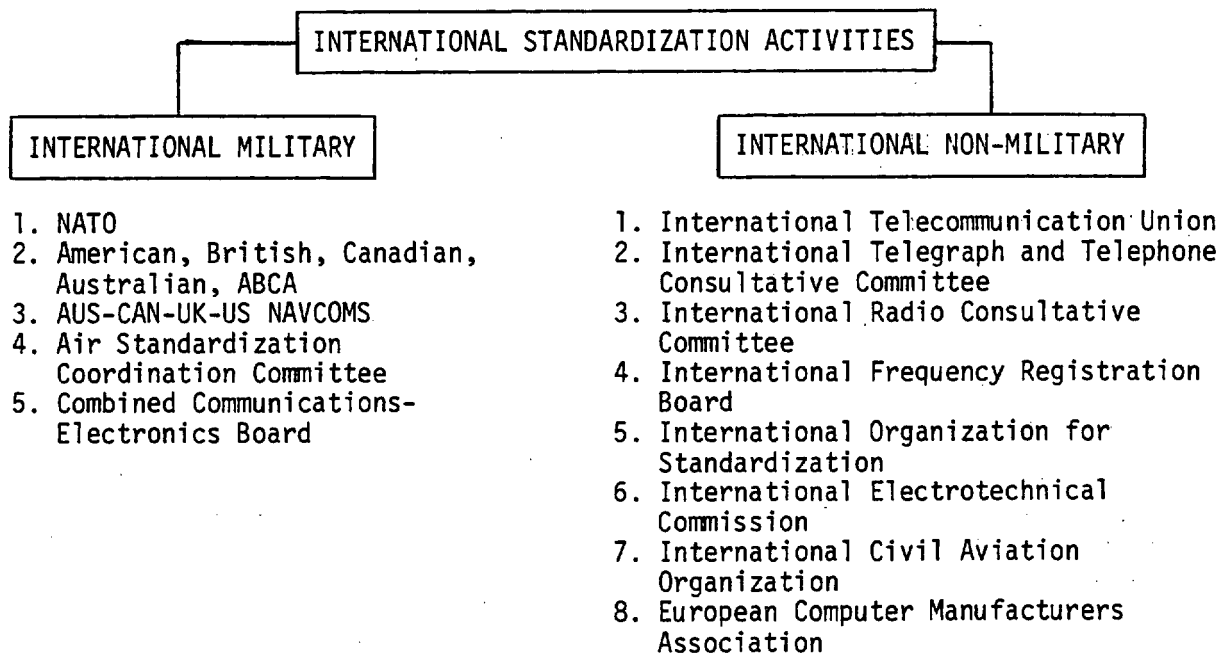 INTERNATIONAL STANDARDIZATION ACTIVITIES
INTERNATIONAL MILITARY
1. NATO
2. American, British, Canadian,
Australian, ABCA
3. AUS-CAN-UK-US NAVCOMS
4. Air Standardization
Coordination Committee
5. Combined Communications-
Electronics Board
INTERNATIONAL NON-MILITARY
1. International Telecommunication Union
2. International Telegraph and Telephone
Consultative Committee
3. International Radio Consultative
Committee
4. International Frequency Registration
Board
5. International Organization for
Standardization
6. International Electrotechnical
Commission
7. International Civil Aviation
Organization
8. European Computer Manufacturers
Association